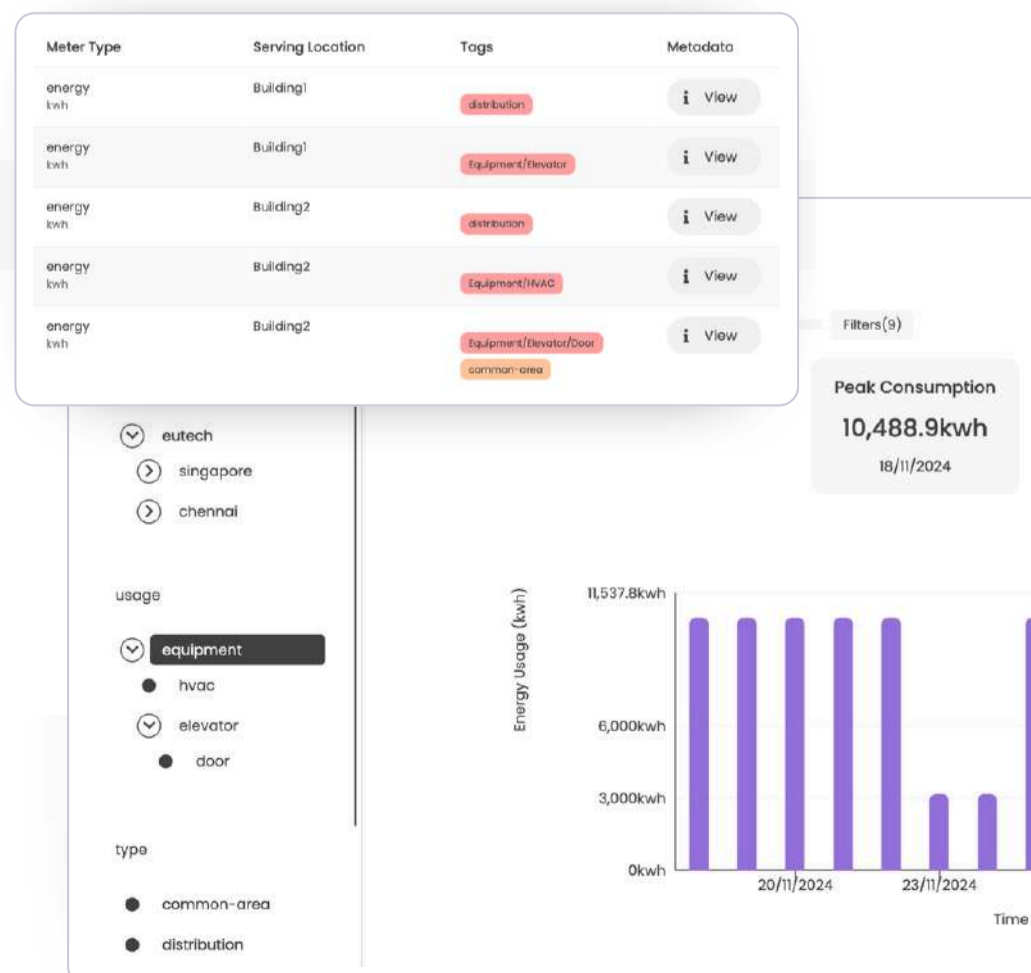 Meter Type Serving Location Tags Metadata
energy Building1
kwh distribution i View
energy Building1
kwh Equipment/Elevator i View
energy Building2
kwh distribution i View
energy Building2
kwh Equipment/HVAC i View
energy Building2
kwh Equipment/Elevator/Door i View
common-area
Filters(9)
Peak Consumption
10,488.9kwh
18/11/2024
eutech
singapore
chennai
usage
equipment
hvac
elevator
door
type
common-area
distribution
Energy Usage (kwh)
11,537.8kwh
6,000kwh
3,000kwh
0kwh
20/11/2024 23/11/2024
Time